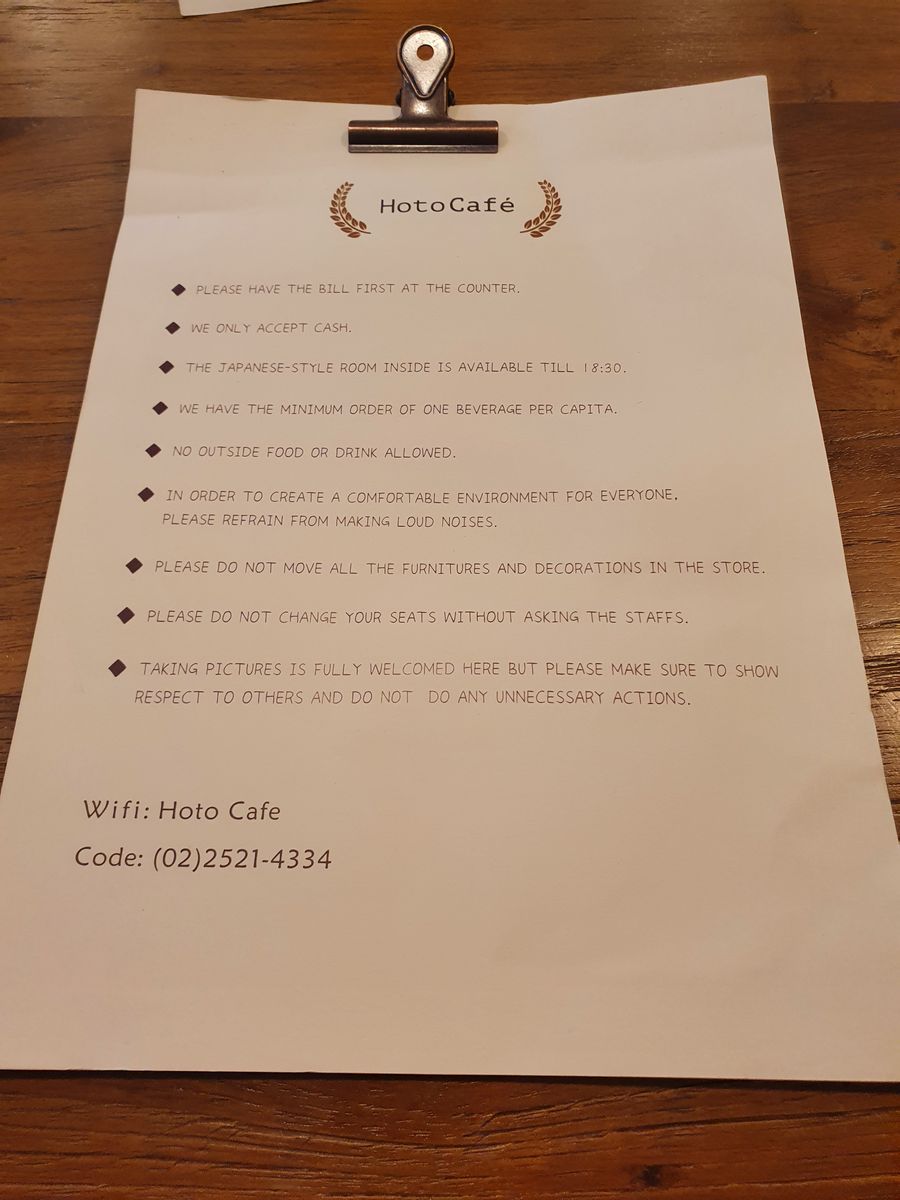 Hoto Café
PLEASE HAVE THE BILL FIRST AT THE COUNTER.
WE ONLY ACCEPT CASH.
THE JAPANESE-STYLE ROOM INSIDE IS AVAILABLE TILL 18:30.
WE HAVE THE MINIMUM ORDER OF ONE BEVERAGE PER CAPITA.
NO OUTSIDE FOOD OR DRINK ALLOWED.
IN ORDER TO CREATE A COMFORTABLE ENVIRONMENT FOR EVERYONE,
PLEASE REFRAIN FROM MAKING LOUD NOISES.
PLEASE DO NOT MOVE ALL THE FURNITURES AND DECORATIONS IN THE STORE.
PLEASE DO NOT CHANGE YOUR SEATS WITHOUT ASKING THE STAFFS.
TAKING PICTURES IS FULLY WELCOMED HERE BUT PLEASE MAKE SURE TO SHOW
RESPECT TO OTHERS AND DO NOT DO ANY UNNECESSARY ACTIONS.
Wifi: Hoto Cafe
Code: (02)2521-4334